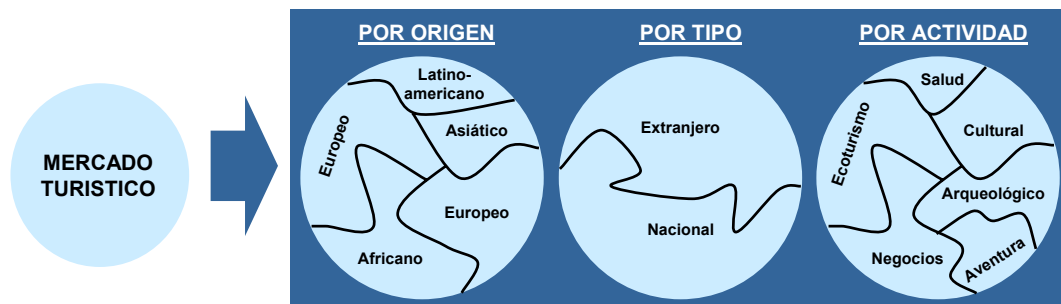 MERCADO
TURISTICO
POR ORIGEN
Latino-
americano
Asiático
Europeo
Europeo
Africano
POR TIPO
Extranjero
Nacional
POR ACTIVIDAD
Salud
Cultural
Ecoturismo
Arqueológico
Negocios
Aventura